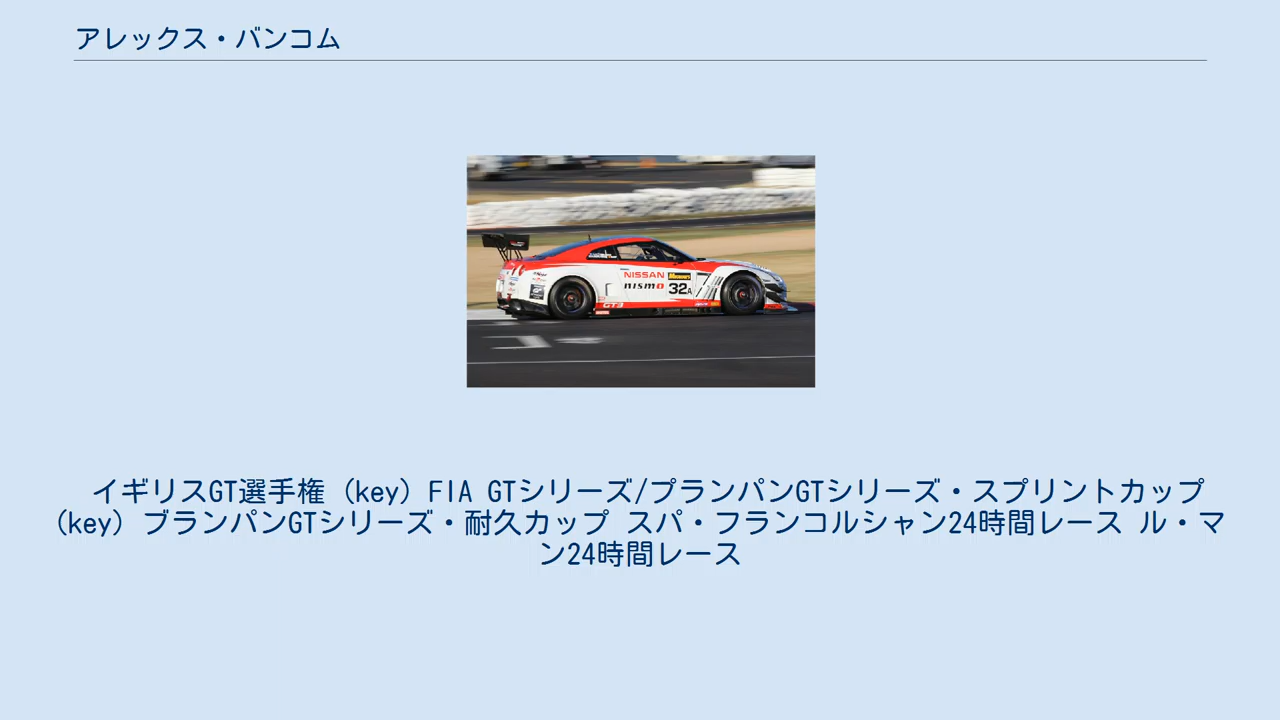 アレックス・バンコム
NISSAN
nismo
32A
GT3
イギリスGT選手権 (key) FIA GTシリーズ/プランパンGTシリーズ・スプリントカップ
(key) ブランパンGTシリーズ・耐久カップ スパ・フランコルシャン24時間レース ル・マ
ン24時間レース